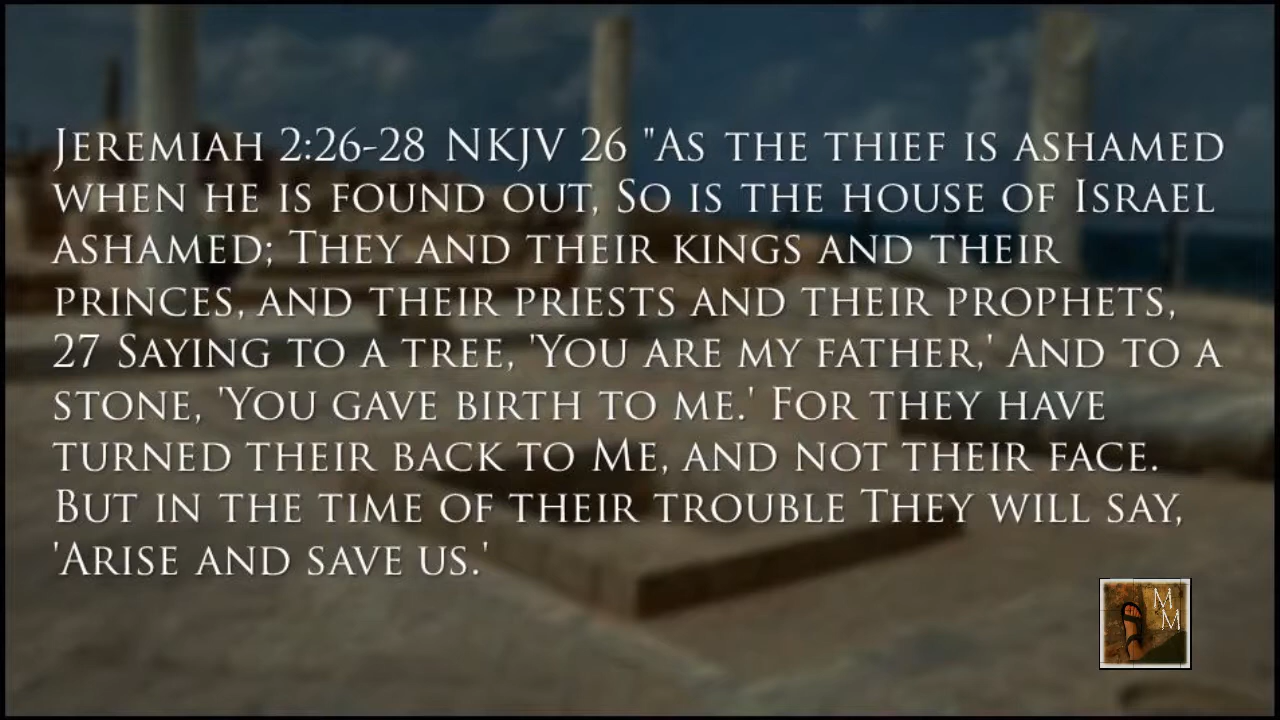 Jeremiah 2:26-28 NKJV 26 "As the thief is ashamed
when he is found out, So is the house of Israel
ashamed; They and their kings and their
princes, and their priests and their prophets,
27 Saying to a tree, 'You are my father,' And to a
stone, 'You gave birth to me.' For they have
turned their back to Me, and not their face.
But in the time of their trouble They will say,
'Arise and save us.'
M
M